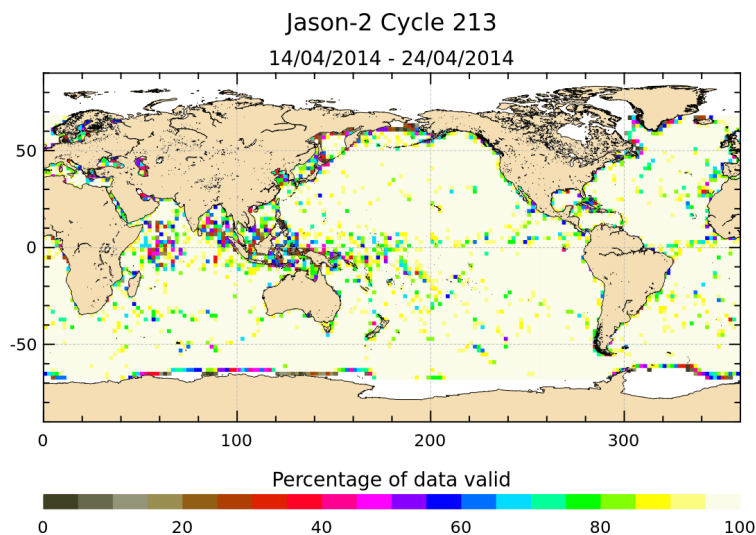 Jason-2 Cycle 213
14/04/2014 - 24/04/2014
50
0
-50
0 100 200 300
Percentage of data valid
0 20 40 60 80 100